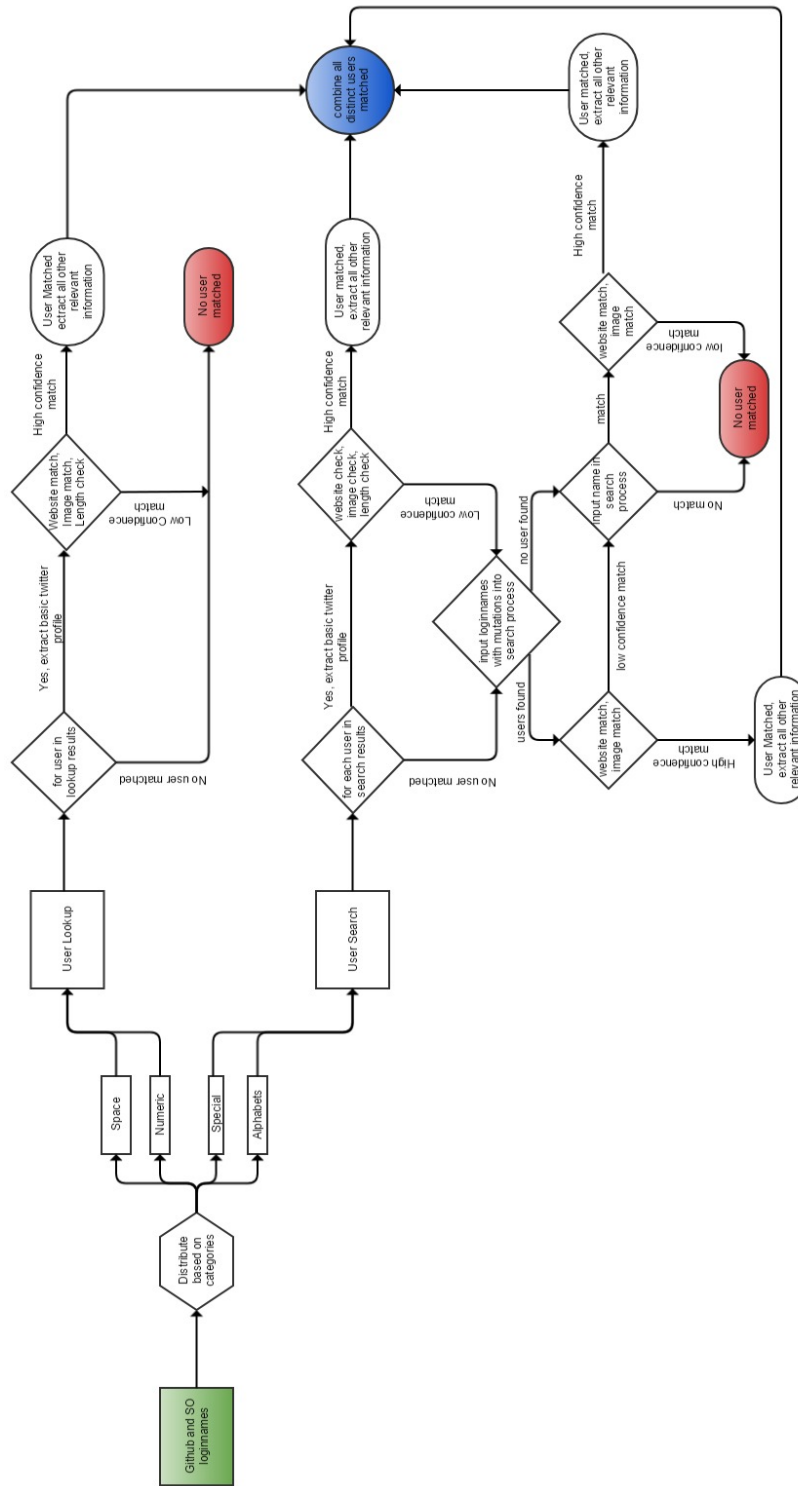 Github and SO
loginnames
Distribute
based on
categories
Space
Numeric
Special
Alphabets
User Lookup
User Search
for user in
lookup results
No user matched
Yes, extract basic twitter
profile
Website match,
Image match,
Length check
Low Confidence
match
High confidence
match
User Matched
ectract all other
relevant
information
No user
matched
for each user in
search results
No user matched
Yes, extract basic twitter
profile
website check,
image check,
length check
Low confidence
match
High confidence
match
User matched,
extract all other
relevant information
combine all
distinct users
matched
input loginnames
with mutations into
search process
users found
no user found
website match,
image match
High confidence
match
low confidence match
User Matched,
extract all other
relevant information
input name in
search
process
No match
match
website match,
image
match
low confidence
match
High confidence
match
No user
matched
User matched,
extract all other
relevant
information